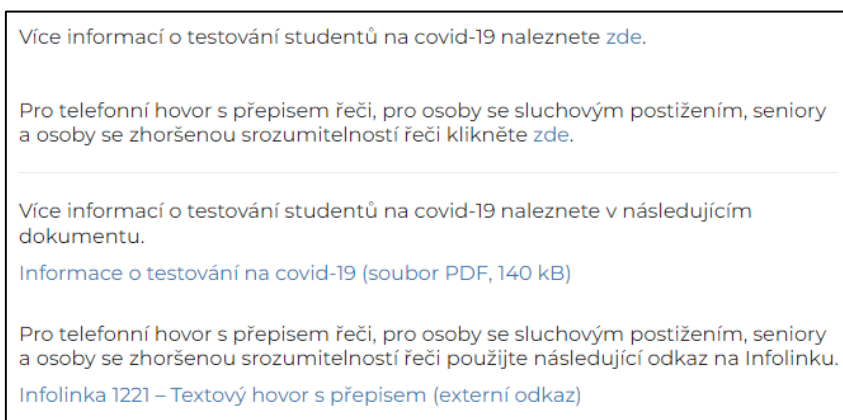 Více informací o testování studentů na covid-19 naleznete zde.
Pro telefonní hovor s přepisem řeči, pro osoby se sluchovým postižením, seniory
a osoby se zhoršenou srozumitelností řeči klikněte zde.
Více informací o testování studentů na covid-19 naleznete v následujícím
dokumentu.
Informace o testování na covid-19 (soubor PDF, 140 kB)
Pro telefonní hovor s přepisem řeči, pro osoby se sluchovým postižením, seniory
a osoby se zhoršenou srozumitelností řeči použijte následující odkaz na Infolinku.
Infolinka 1221 – Textový hovor s přepisem (externí odkaz)